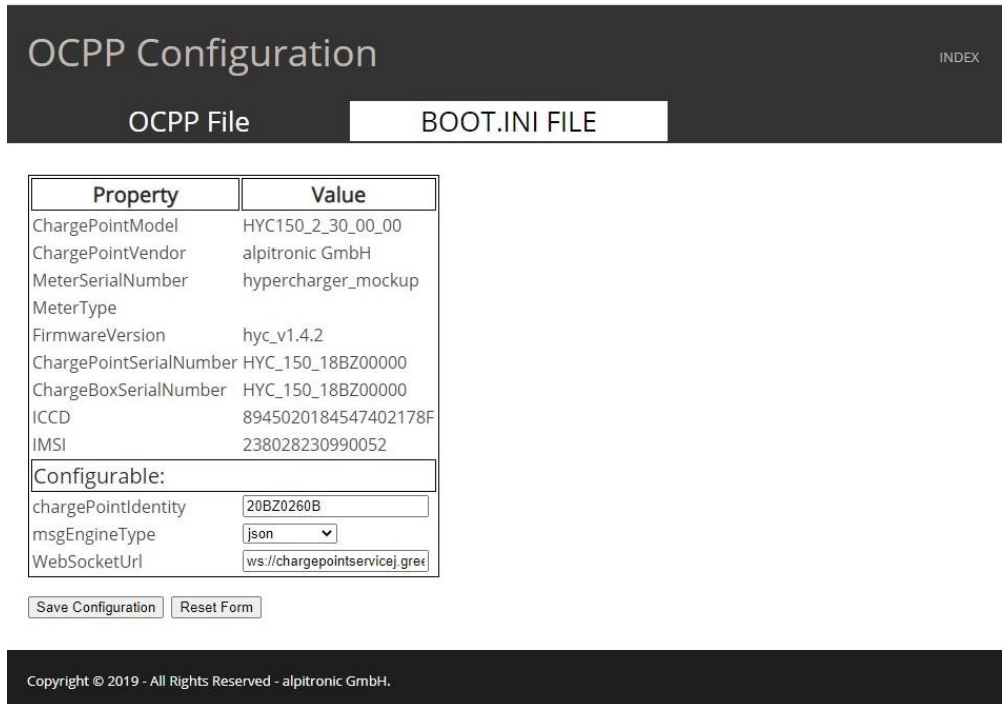 OCPP Configuration
INDEX
OCPP File BOOT.INI FILE
Property Value
ChargePointModel HYC150_2_30_00_00
ChargePointVendor alpitronic GmbH
MeterSerialNumber hypercharger_mockup
MeterType
FirmwareVersion hyc_v1.4.2
ChargePointSerialNumber HYC_150_18BZ00000
ChargeBoxSerialNumber HYC_150_18BZ00000
ICCD 8945020184547402178F
IMSI 238028230990052
Configurable:
chargePointIdentity 20BZ0260B
msgEngineType json
WebSocketUrl ws://chargepointservicej.gree
Save Configuration Reset Form
Copyright © 2019 - All Rights Reserved - alpitronic GmbH.